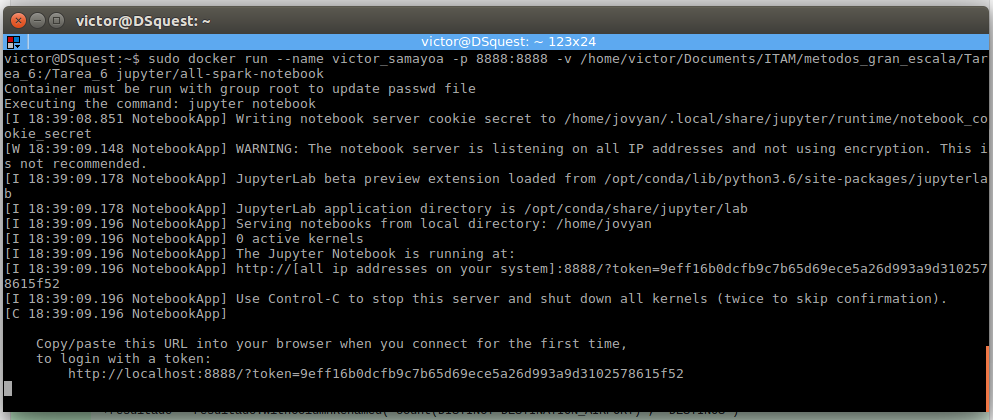 victor@DSquest: ~
victor@DSquest: ~ 123x24
victor@DSquest:~$ sudo docker run --name victor_samayoa -p 8888:8888 -v /home/victor/Documents/ITAM/metodos_gran_escala/Tar
ea_6:/Tarea_6 jupyter/all-spark-notebook
Container must be run with group root to update passwd file
Executing the command: jupyter notebook
[I 18:39:08.851 NotebookApp] Writing notebook server cookie secret to /home/jovyan/.local/share/jupyter/runtime/notebook_co
okie_secret
[W 18:39:09.148 NotebookApp] WARNING: The notebook server is listening on all IP addresses and not using encryption. This i
s not recommended.
[I 18:39:09.178 NotebookApp] JupyterLab beta preview extension loaded from /opt/conda/lib/python3.6/site-packages/jupyterla
b
[I 18:39:09.178 NotebookApp] JupyterLab application directory is /opt/conda/share/jupyter/lab
[I 18:39:09.196 NotebookApp] Serving notebooks from local directory: /home/jovyan
[I 18:39:09.196 NotebookApp] 0 active kernels
[I 18:39:09.196 NotebookApp] The Jupyter Notebook is running at:
[I 18:39:09.196 NotebookApp] http://[all ip addresses on your system]:8888/?token=9eff16b0dcfb9c7b65d69ece5a26d993a9d310257
8615f52
[I 18:39:09.196 NotebookApp] Use Control-C to stop this server and shut down all kernels (twice to skip confirmation).
[C 18:39:09.196 NotebookApp]
Copy/paste this URL into your browser when you connect for the first time,
to login with a token:
http://localhost:8888/?token=9eff16b0dcfb9c7b65d69ece5a26d993a9d3102578615f52